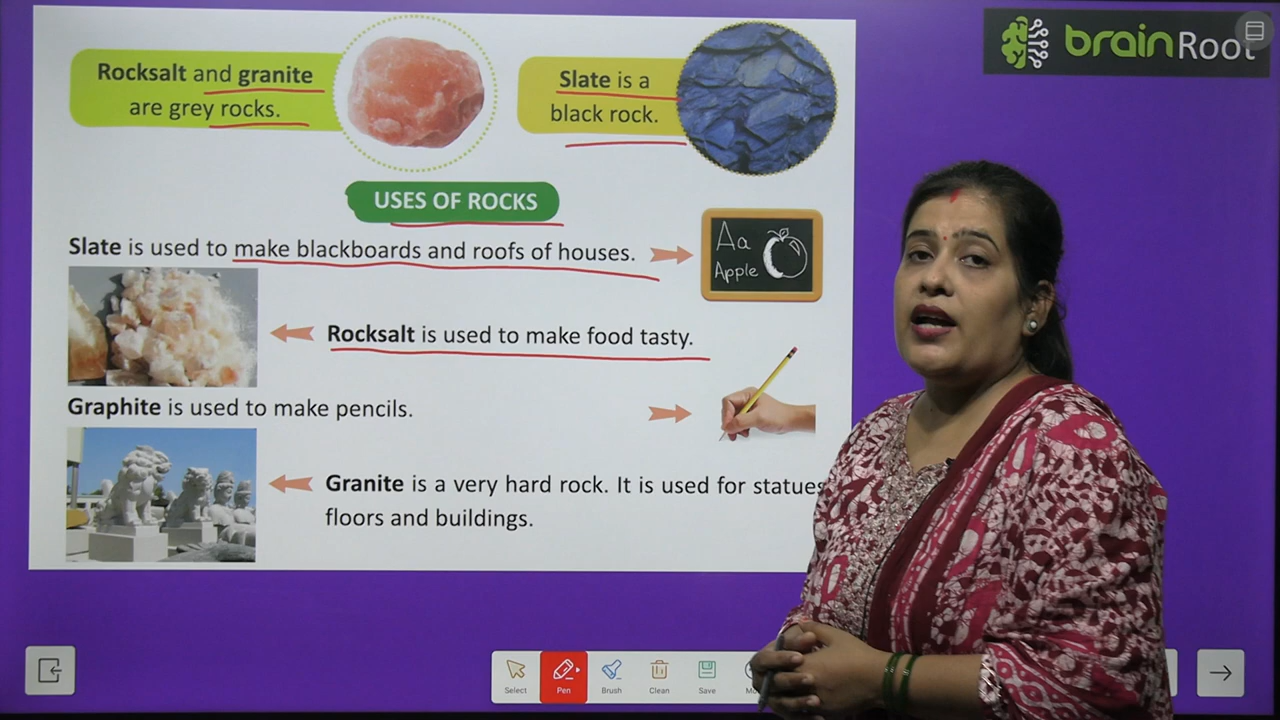 Rocksalt and granite
are grey rocks.
Slate is a
black rock.
brain Root
USES OF ROCKS
Slate is used to make blackboards and roofs of houses.
Aa
Apple
Rocksalt is used to make food tasty.
Graphite is used to make pencils.
Granite is a very hard rock. It is used for statues
floors and buildings.
Select
Pen
Brush
Clean
Save